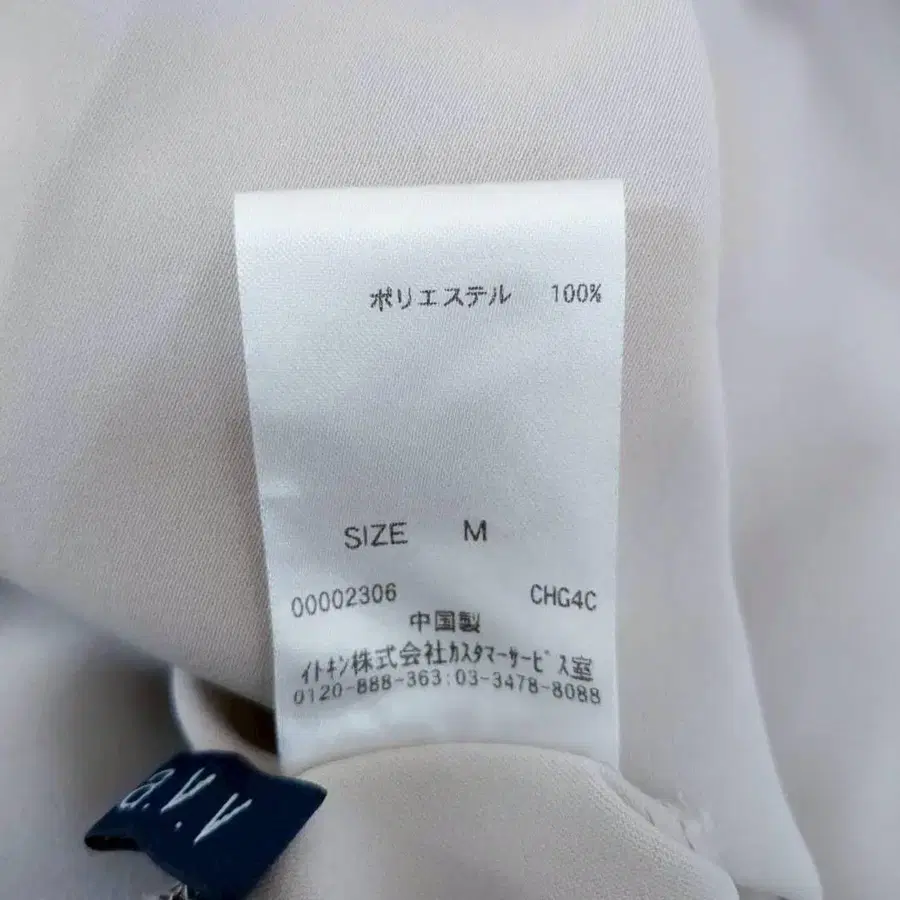 ポリエステル 100%
SIZE M
00002306 CHG4C
中国製
イトキン株式会社カスタマーサービス室
0120-888-363:03-3478-8088
a.v.v